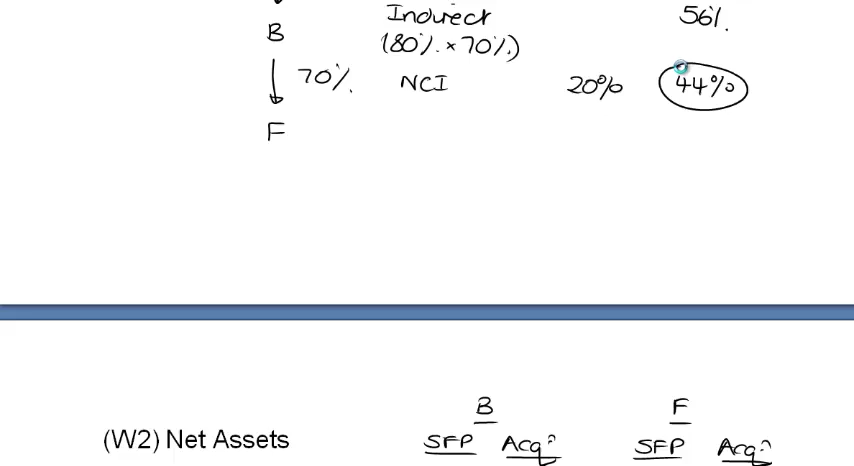 Indirect 56%.
B (80%. × 70%.)
70%. NCI 20% 44%
F
B F
(W2) Net Assets SFP Acqⁿ SFP Acqⁿ